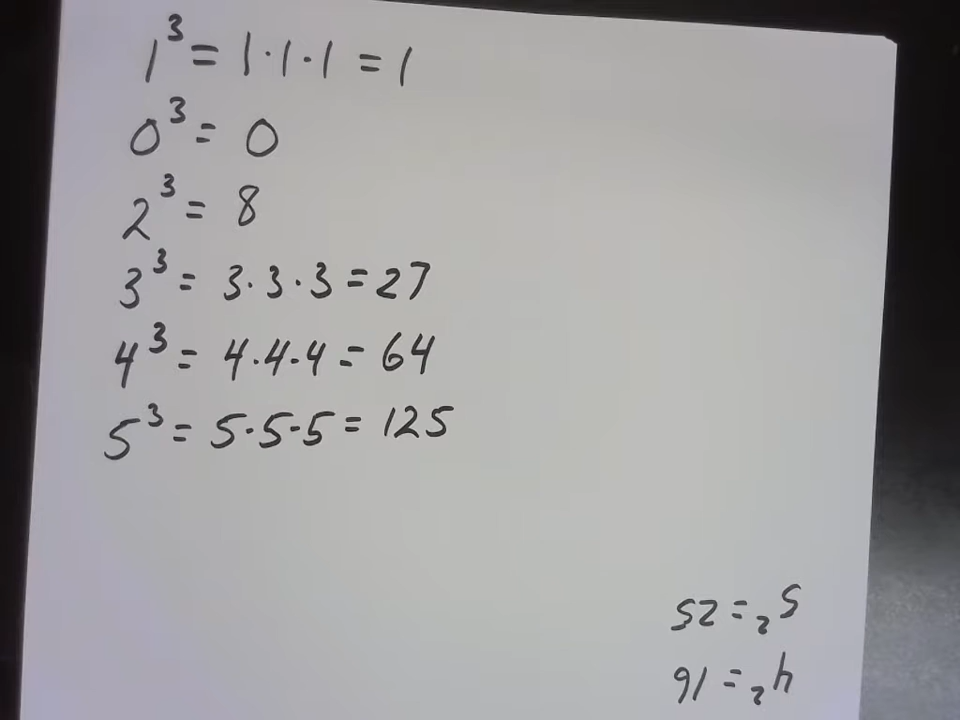 1³ = 1·1·1 = 1
0³ = 0
2³ = 8
3³ = 3·3·3 = 27
4³ = 4·4·4 = 64
5³ = 5·5·5 = 125
4² = 16
5² = 25